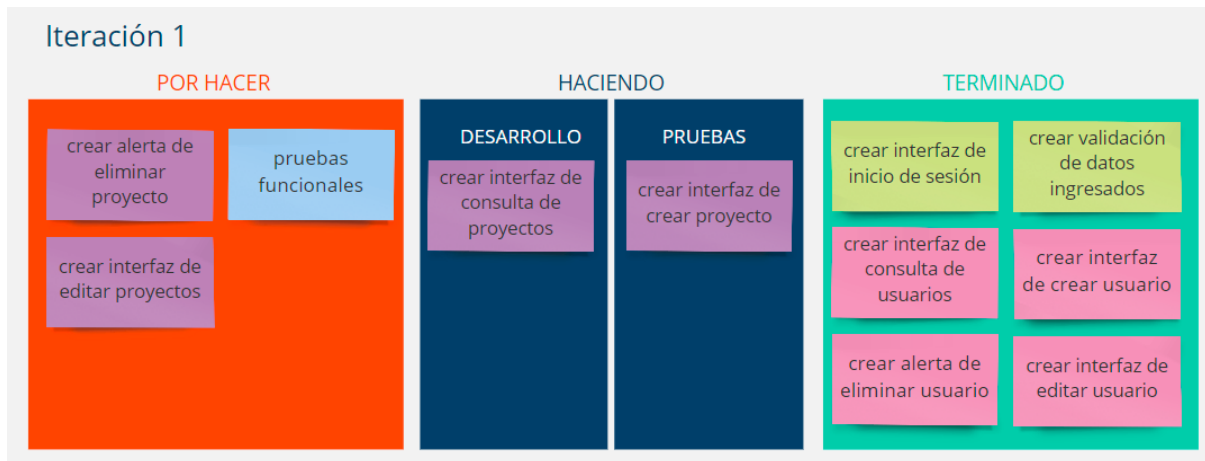 Iteración 1
POR HACER
crear alerta de
eliminar
proyecto
pruebas
funcionales
crear interfaz de
editar proyectos
HACIENDO
DESARROLLO
crear interfaz de
consulta de
proyectos
PRUEBAS
crear interfaz de
crear proyecto
TERMINADO
crear interfaz de
inicio de sesión
crear validación
de datos
ingresados
crear interfaz de
consulta de
usuarios
crear interfaz
de crear usuario
crear alerta de
eliminar usuario
crear interfaz de
editar usuario